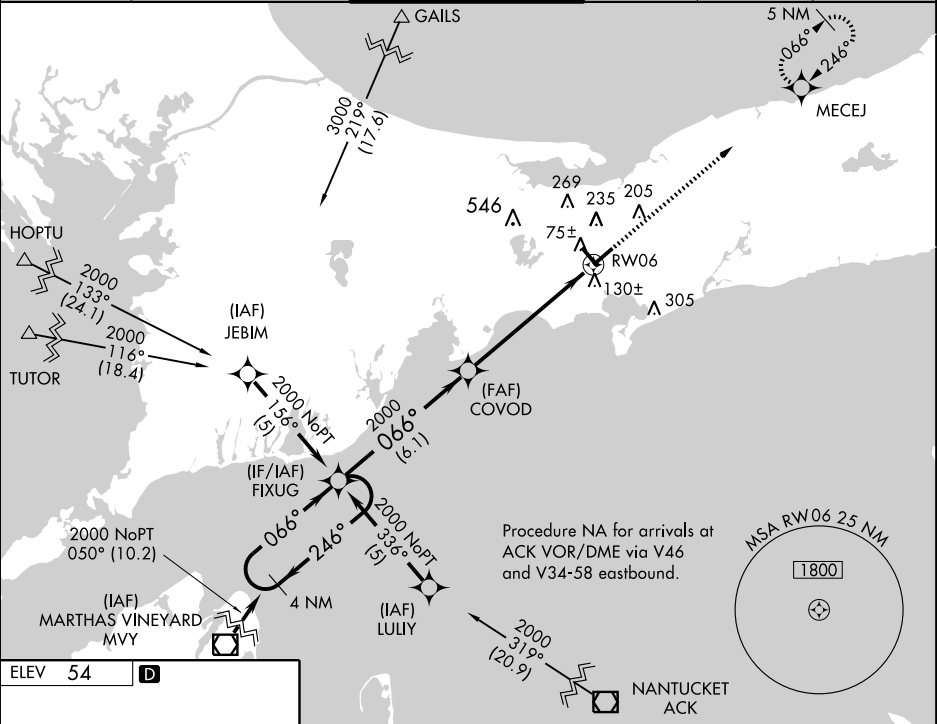 GAILS
5 NM
066°
246°
MECEJ
3000
219°
(17.6)
269
235
205
546
75±
RW06
130±
305
HOPTU
2000
133°
(24.1)
2000
116°
(18.4)
TUTOR
(IAF)
JEBIM
2000 NoPT
156°
(5)
(FAF)
COVOD
2000
066°
(6.1)
(IF/IAF)
FIXUG
066°
246°
4 NM
2000 NoPT
336°
(5)
2000 NoPT
050° (10.2)
(IAF)
MARTHAS VINEYARD
MVY
(IAF)
LULIY
Procedure NA for arrivals at
ACK VOR/DME via V46
and V34-58 eastbound.
MSA RW06 25 NM
1800
2000
319°
(20.9)
NANTUCKET
ACK
ELEV 54 D